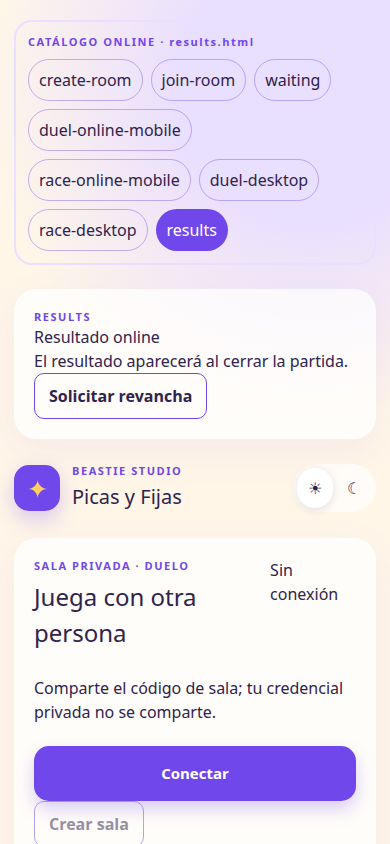 CATÁLOGO ONLINE · results.html
create-room join-room waiting
duel-online-mobile
race-online-mobile duel-desktop
race-desktop results
RESULTS
Resultado online
El resultado aparecerá al cerrar la partida.
Solicitar revancha
BEASTIE STUDIO
Picas y Fijas
SALA PRIVADA · DUELO
Juega con otra
persona
Sin
conexión
Comparte el código de sala; tu credencial
privada no se comparte.
Conectar
Crear sala